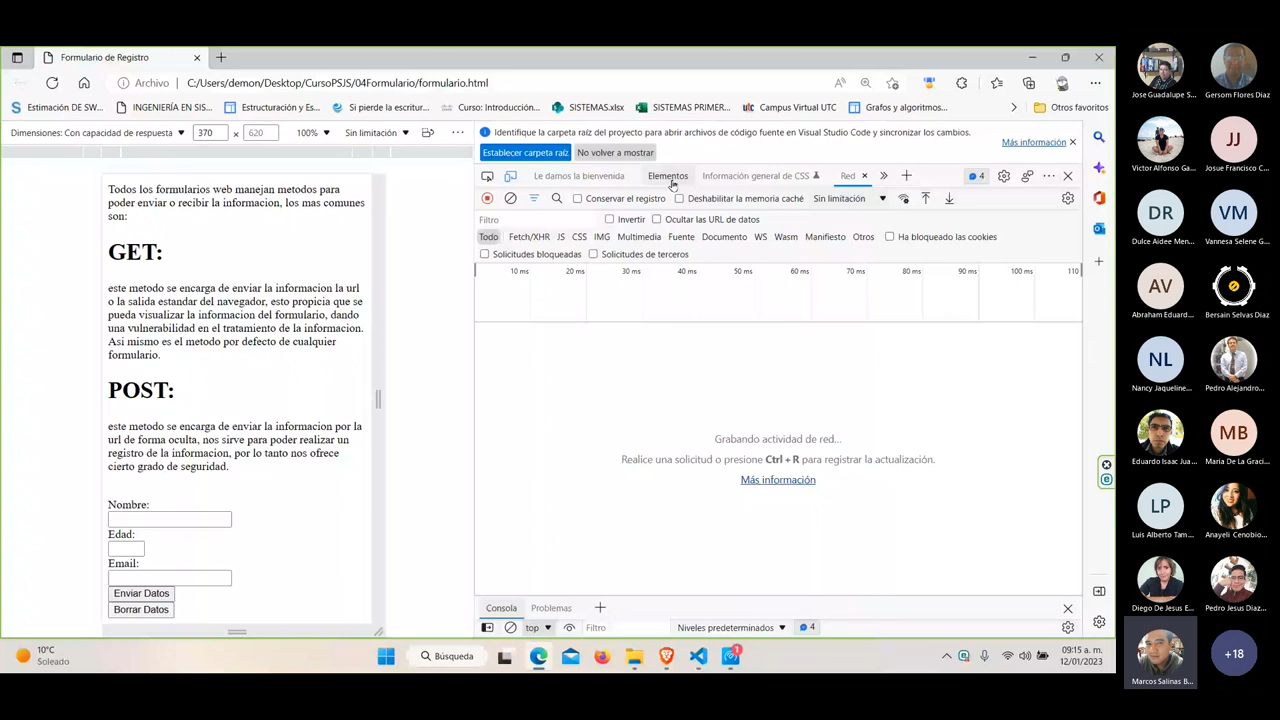 Formulario de Registro
Archivo
C:/Users/demon/Desktop/CursoPSJS/04Formulario/formulario.html
Estimación DE SW...
INGENIERÍA EN SIS...
Estructuración y Es...
Si pierde la escritur...
Curso: Introducción...
SISTEMAS.xlsx
SISTEMAS PRIMER...
Campus Virtual UTC
Grafos y algoritmos...
Otros favoritos
Dimensiones: Con capacidad de respuesta
370
620
100%
Sin limitación
Identifique la carpeta raíz del proyecto para abrir archivos de código fuente en Visual Studio Code y sincronizar los cambios.
Más información
Establecer carpeta raíz
No volver a mostrar
Le damos la bienvenida
Elementos
Información general de CSS
Red
4
Conservar el registro
Deshabilitar la memoria caché
Sin limitación
Filtro
Invertir
Ocultar las URL de datos
Todo
Fetch/XHR
JS
CSS
IMG
Multimedia
Fuente
Documento
WS
Wasm
Manifiesto
Otros
Ha bloqueado las cookies
Solicitudes bloqueadas
Solicitudes de terceros
10 ms
20 ms
30 ms
40 ms
50 ms
60 ms
70 ms
80 ms
90 ms
100 ms
110
Grabando actividad de red...
Realice una solicitud o presione Ctrl + R para registrar la actualización.
Más información
Consola
Problemas
top
Filtro
Niveles predeterminados
4
Todos los formularios web manejan metodos para
poder enviar o recibir la informacion, los mas comunes
son:
GET:
este metodo se encarga de enviar la informacion la url
o la salida estandar del navegador, esto propicia que se
pueda visualizar la informacion del formulario, dando
una vulnerabilidad en el tratamiento de la informacion.
Asi mismo es el metodo por defecto de cualquier
formulario.
POST:
este metodo se encarga de enviar la informacion por la
url de forma oculta, nos sirve para poder realizar un
registro de la informacion, por lo tanto nos ofrece
cierto grado de seguridad.
Nombre:
Edad:
Email:
Enviar Datos
Borrar Datos
10°C
Soleado
Búsqueda
1
09:15 a. m.
12/01/2023
Jose Guadalupe S...
Gersom Flores Diaz
Victor Alfonso Gam...
JJ
Josue Francisco C...
DR
Dulce Aidee Men...
VM
Vannesa Selene G...
AV
Abraham Eduard...
Bersain Selvas Diaz
NL
Nancy Jaqueline...
Pedro Alejandro...
Eduardo Isaac Jua...
MB
Maria De La Graci...
LP
Luis Alberto Tam...
Anayeli Cenobio...
Diego De Jesus E...
Pedro Jesus Diaz...
Marcos Salinas B...
+18